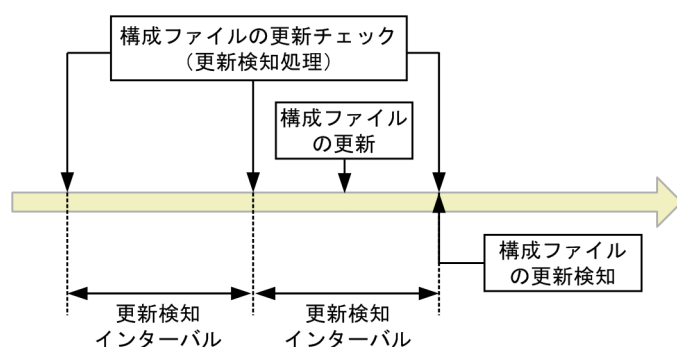 構成ファイルの更新チェック
（更新検知処理）
構成ファイル
の更新
構成ファイル
の更新検知
更新検知
インターバル
更新検知
インターバル